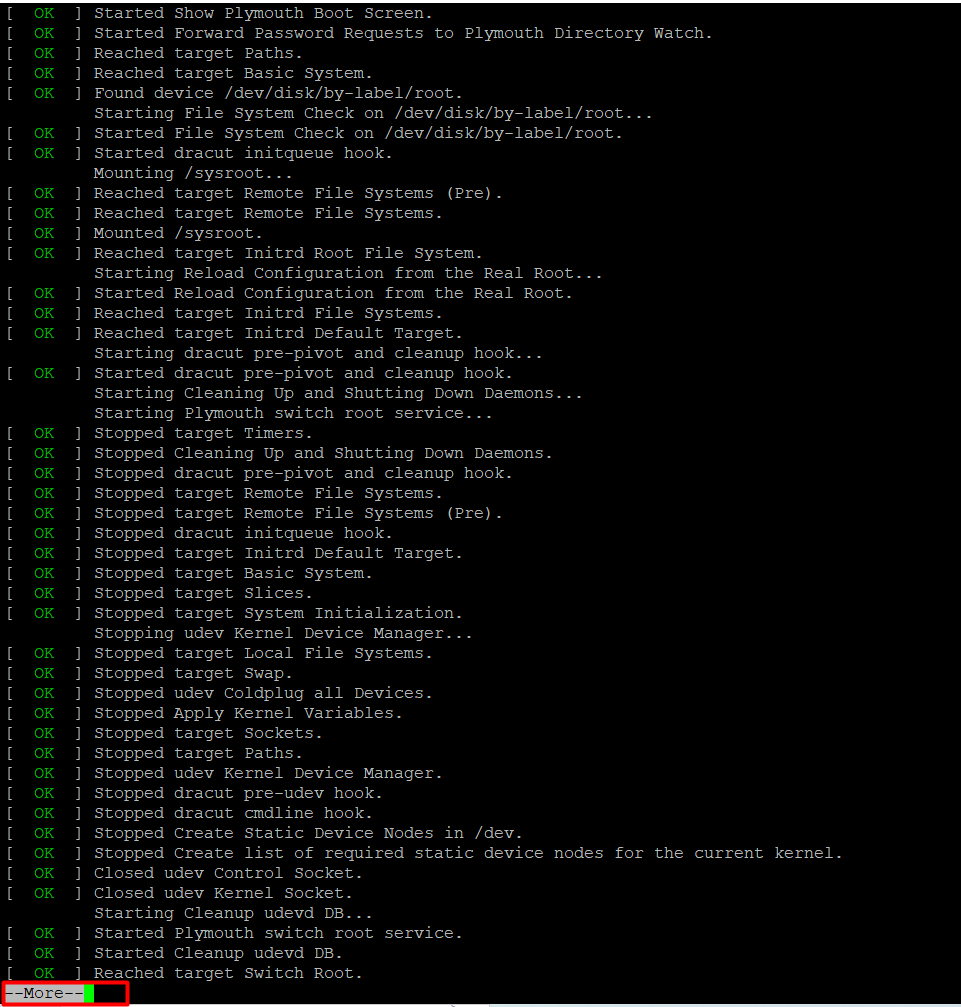 [  OK  ] Started Show Plymouth Boot Screen.
[  OK  ] Started Forward Password Requests to Plymouth Directory Watch.
[  OK  ] Reached target Paths.
[  OK  ] Reached target Basic System.
[  OK  ] Found device /dev/disk/by-label/root.
         Starting File System Check on /dev/disk/by-label/root...
[  OK  ] Started File System Check on /dev/disk/by-label/root.
[  OK  ] Started dracut initqueue hook.
         Mounting /sysroot...
[  OK  ] Reached target Remote File Systems (Pre).
[  OK  ] Reached target Remote File Systems.
[  OK  ] Mounted /sysroot.
[  OK  ] Reached target Initrd Root File System.
         Starting Reload Configuration from the Real Root...
[  OK  ] Started Reload Configuration from the Real Root.
[  OK  ] Reached target Initrd File Systems.
[  OK  ] Reached target Initrd Default Target.
         Starting dracut pre-pivot and cleanup hook...
[  OK  ] Started dracut pre-pivot and cleanup hook.
         Starting Cleaning Up and Shutting Down Daemons...
         Starting Plymouth switch root service...
[  OK  ] Stopped target Timers.
[  OK  ] Stopped Cleaning Up and Shutting Down Daemons.
[  OK  ] Stopped dracut pre-pivot and cleanup hook.
[  OK  ] Stopped target Remote File Systems.
[  OK  ] Stopped target Remote File Systems (Pre).
[  OK  ] Stopped dracut initqueue hook.
[  OK  ] Stopped target Initrd Default Target.
[  OK  ] Stopped target Basic System.
[  OK  ] Stopped target Slices.
[  OK  ] Stopped target System Initialization.
         Stopping udev Kernel Device Manager...
[  OK  ] Stopped target Local File Systems.
[  OK  ] Stopped target Swap.
[  OK  ] Stopped udev Coldplug all Devices.
[  OK  ] Stopped Apply Kernel Variables.
[  OK  ] Stopped target Sockets.
[  OK  ] Stopped target Paths.
[  OK  ] Stopped udev Kernel Device Manager.
[  OK  ] Stopped dracut pre-udev hook.
[  OK  ] Stopped dracut cmdline hook.
[  OK  ] Stopped Create Static Device Nodes in /dev.
[  OK  ] Stopped Create list of required static device nodes for the current kernel.
[  OK  ] Closed udev Control Socket.
[  OK  ] Closed udev Kernel Socket.
         Starting Cleanup udevd DB...
[  OK  ] Started Plymouth switch root service.
[  OK  ] Started Cleanup udevd DB.
[  OK  ] Reached target Switch Root.
--More--